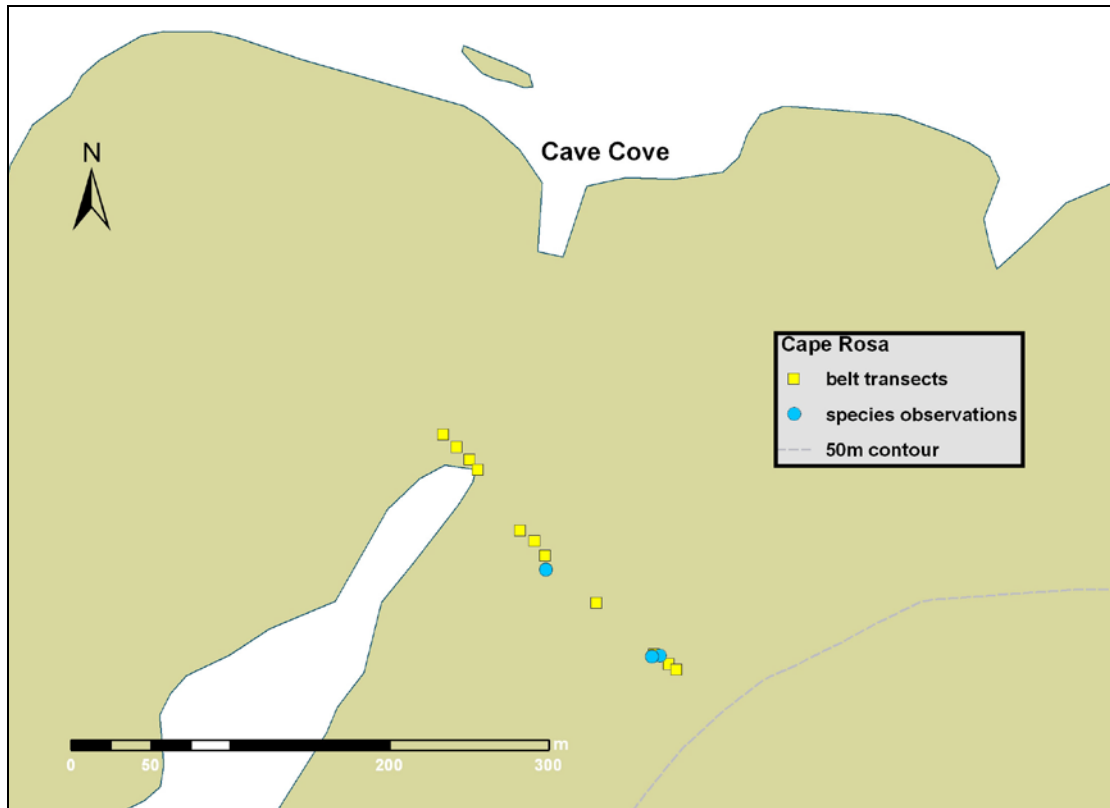 Cave Cove
N
Cape Rosa
belt transects
species observations
50m contour
m
0 50 200 300